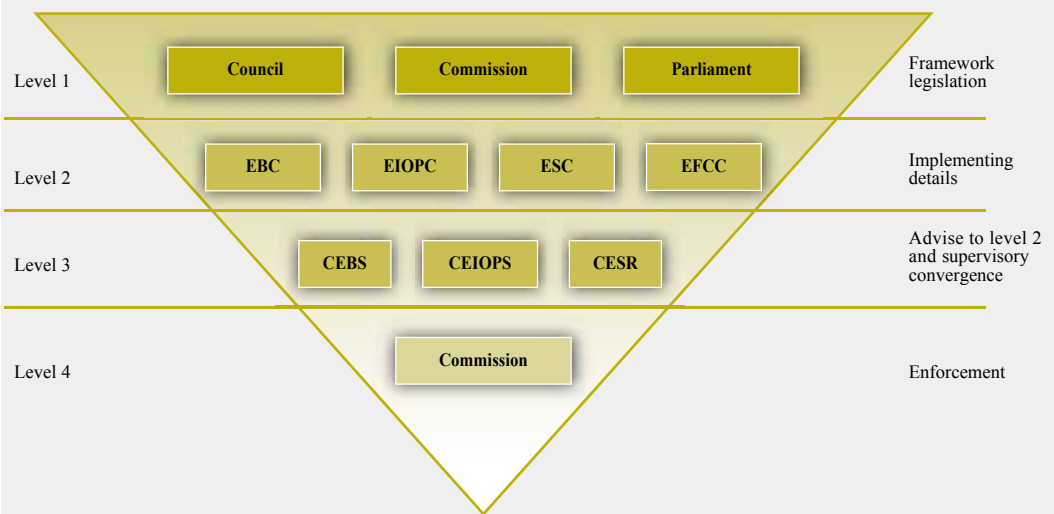 Level 1
Council
Commission
Parliament
Framework
legislation
Level 2
EBC
EIOPC
ESC
EFCC
Implementing
details
Level 3
CEBS
CEIOPS
CESR
Advise to level 2
and supervisory
convergence
Level 4
Commission
Enforcement